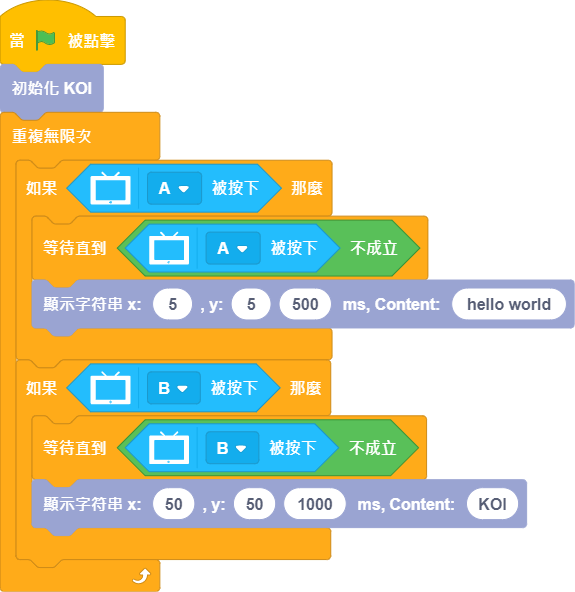 當 被點擊
初始化 KOI
重複無限次
如果 A 被按下 那麼
等待直到 A 被按下 不成立
顯示字符串 x: 5 , y: 5 500 ms, Content: hello world
如果 B 被按下 那麼
等待直到 B 被按下 不成立
顯示字符串 x: 50 , y: 50 1000 ms, Content: KOI